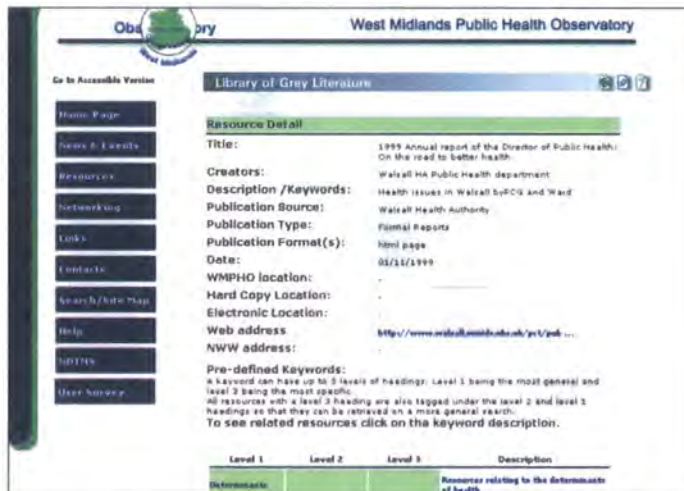 West Midlands Public Health Observatory
West Midlands
Go to Accessible Version
Library of Grey Literature
Home Page
News & Events
Resources
Networking
Links
Contacts
Search/Site Map
Help
NDTMS
User Survey
Resource Detail
Title: 1999 Annual report of the Director of Public Health:
On the road to better health
Creators: Walsall HA Public Health department
Description /Keywords: Health issues in Walsall byPCG and Ward
Publication Source: Walsall Health Authority
Publication Type: Formal Reports
Publication Format(s): html page
Date: 01/11/1999
WMPHO location: .
Hard Copy Location: .
Electronic Location: .
Web address
NWW address: .
Pre-defined Keywords:
A keyword can have up to 3 levels of headings. Level 1 being the most general and
level 3 being the most specific.
All resources with a level 3 heading are also tagged under the level 2 and level 1
headings so that they can be retrieved on a more general search.
To see related resources click on the keyword description.
Level 1 Level 2 Level 3 Description
Determinants Resources relating to the determinants
of health